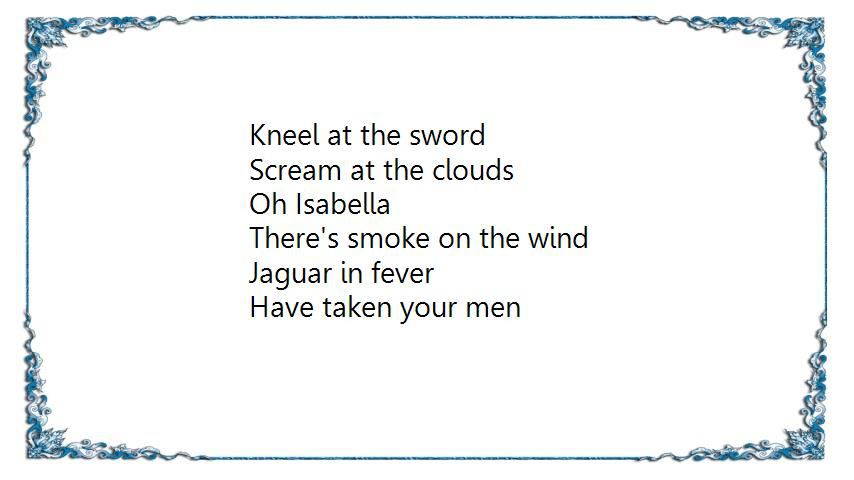 Kneel at the sword
Scream at the clouds
Oh Isabella
There's smoke on the wind
Jaguar in fever
Have taken your men